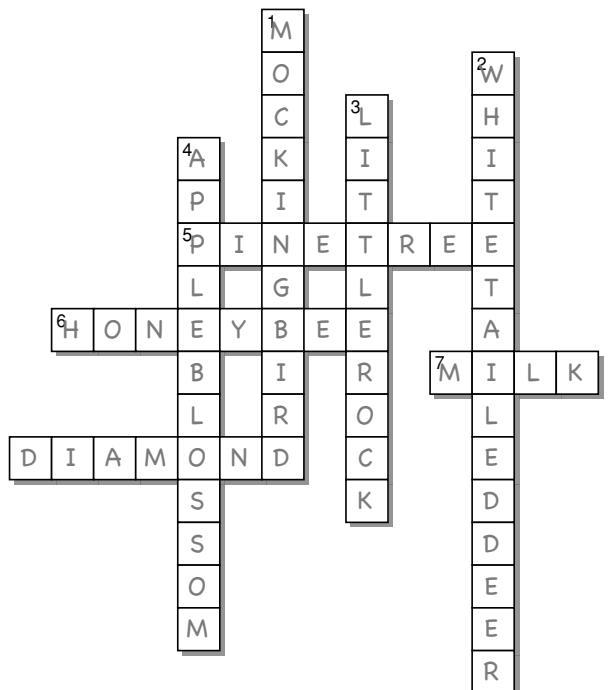 1 MOCKINGBIRD
2 WHITETAILEDDEER
3 LITTLEROCK
4 APPLEBLOSSOM
5 PINETREE
6 HONEYBEE
7 MILK
DIAMOND